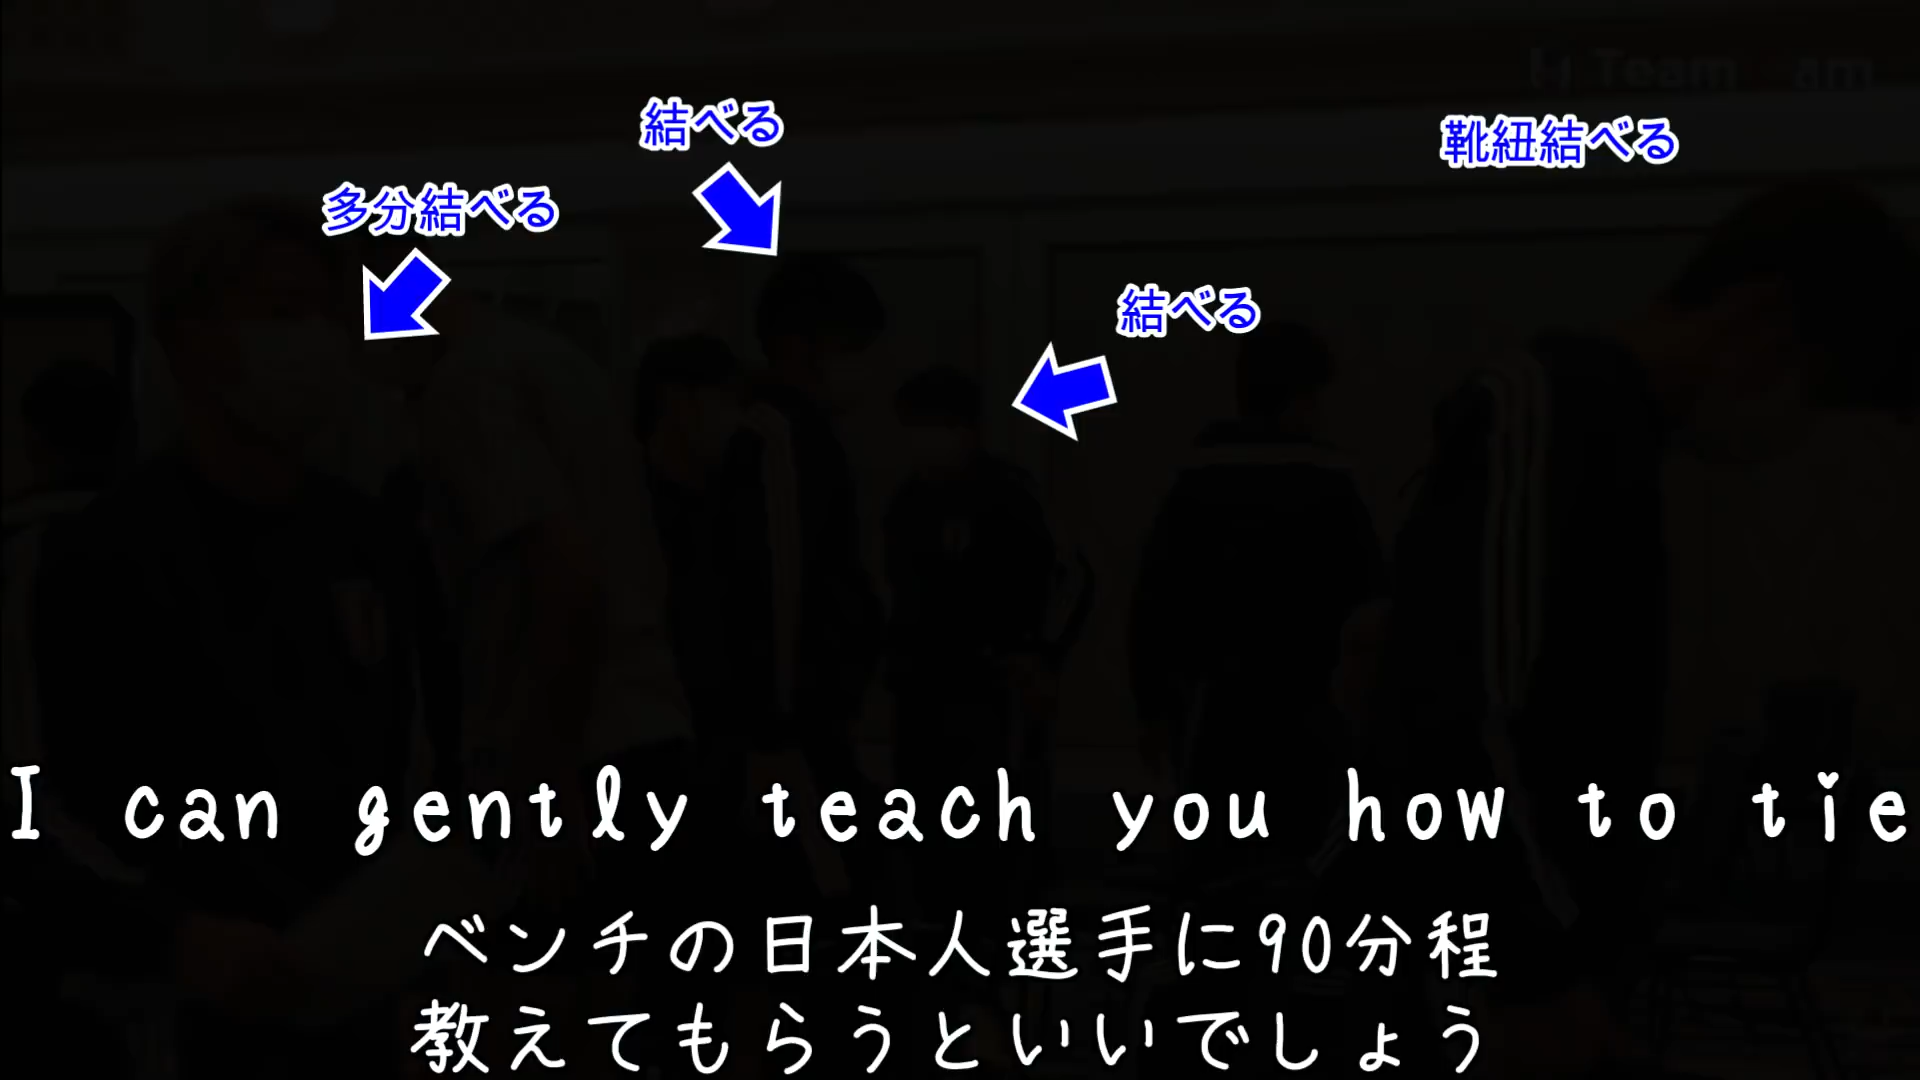 Team Cam
結べる
靴紐結べる
多分結べる
結べる
I can gently teach you how to tie
ベンチの日本人選手に90分程
教えてもらうといいでしょう